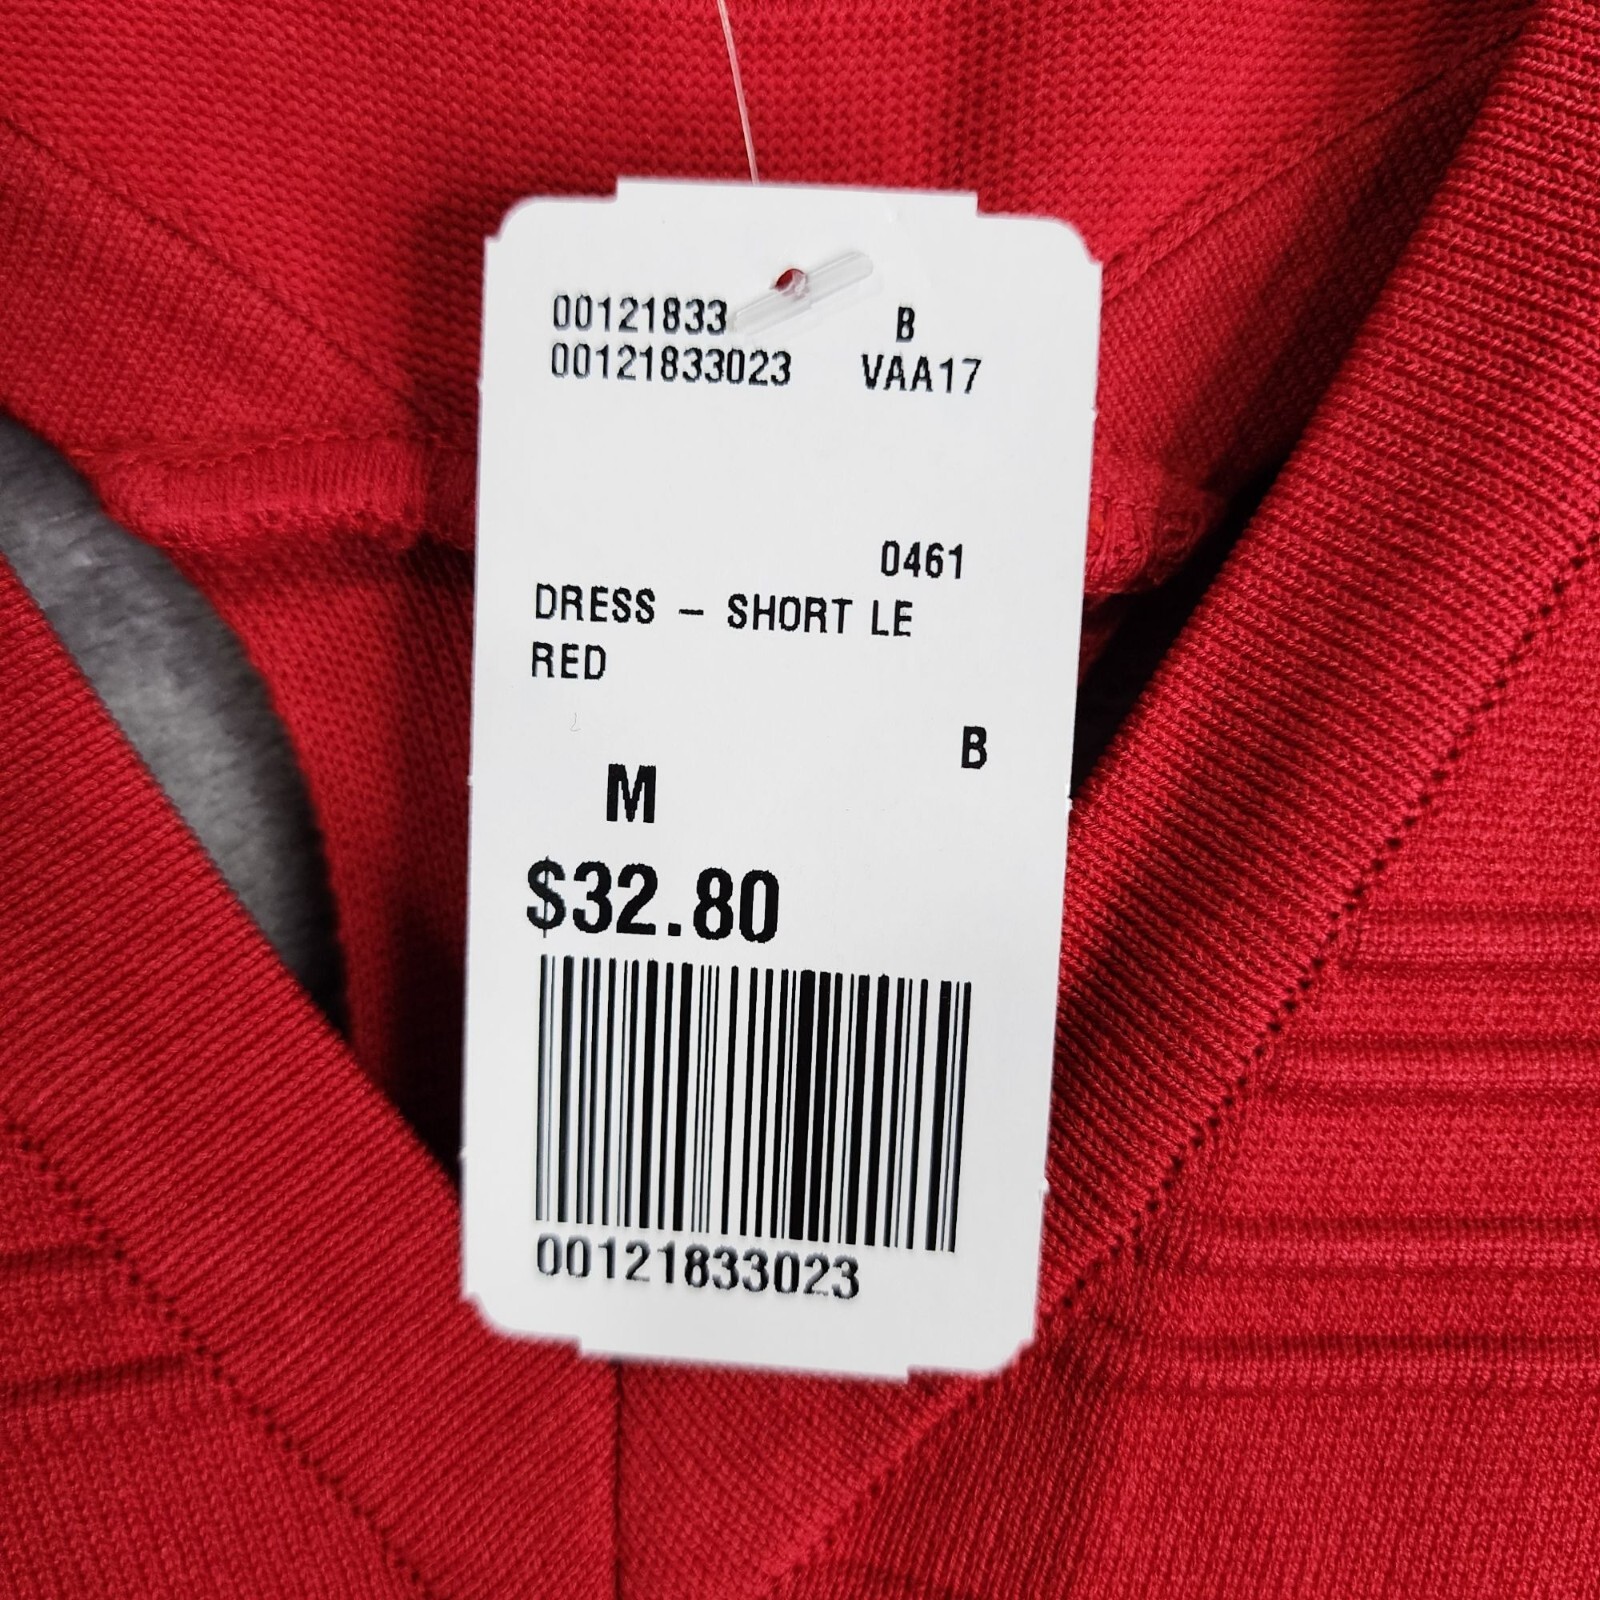 00121833 B
00121833023 VAA17
0461
DRESS – SHORT LE
RED
B
M
$32.80
00121833023